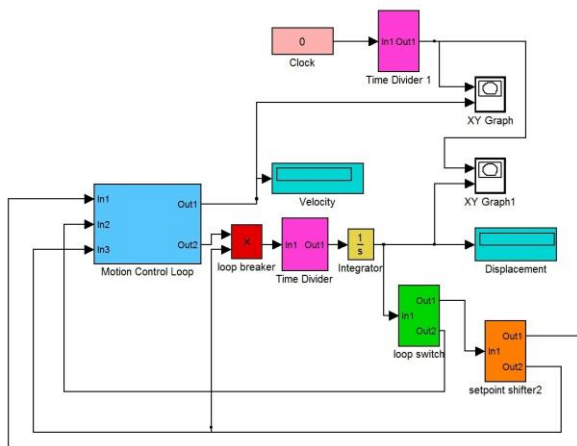 0
Clock
In1 Out1
Time Divider 1
XY Graph
XY Graph1
Velocity
Displacement
In1
In2
In3
Out1
Out2
Motion Control Loop
×
loop breaker
In1 Out1
Time Divider
1
s
Integrator
In1
Out1
Out2
loop switch
In1
Out1
Out2
setpoint shifter2